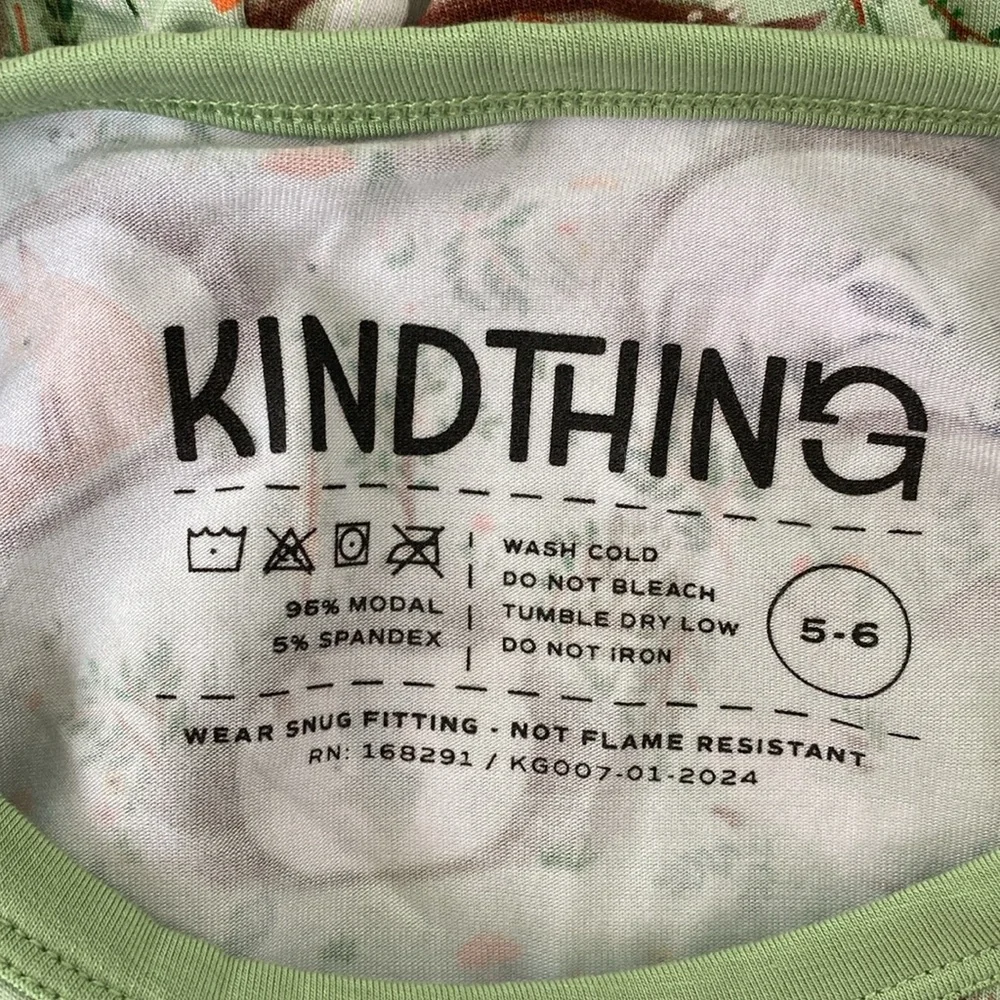 KINDTHING
WASH COLD
DO NOT BLEACH
TUMBLE DRY LOW
DO NOT IRON
95% MODAL
5% SPANDEX
5-6
WEAR SNUG FITTING - NOT FLAME RESISTANT
RN: 168291 / KG007-01-2024